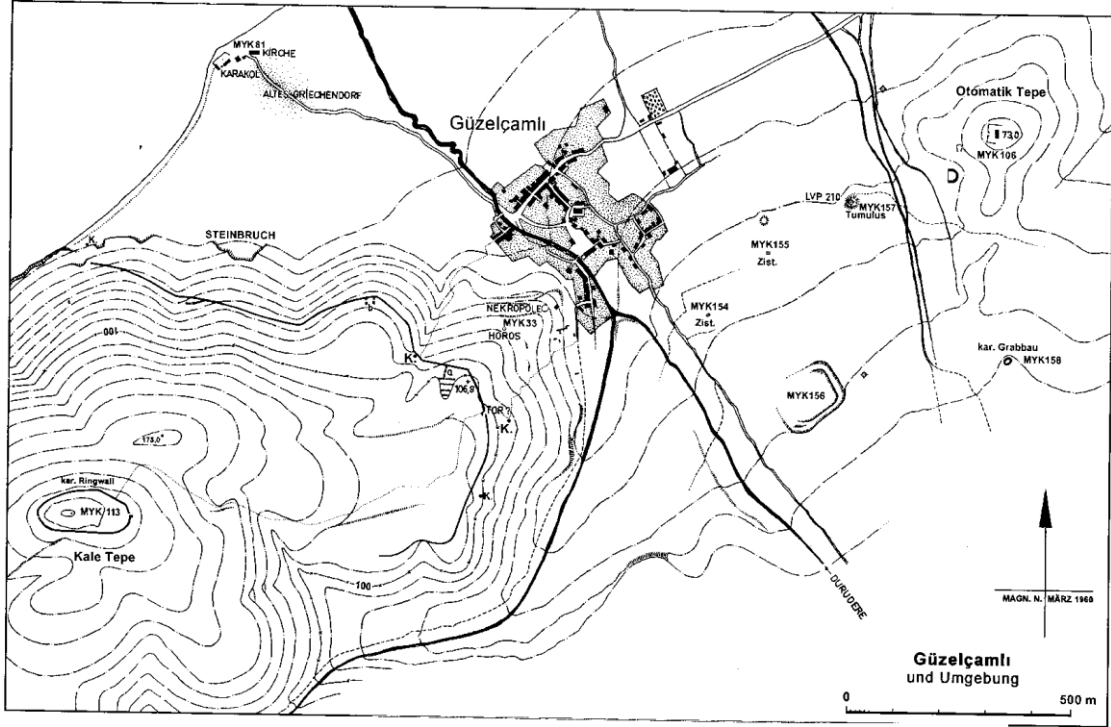 MYK81
KIRCHE
KARAKOL
ALTES GRIECHENDORF
Güzelçamlı
Otomatik Tepe
73,0
MYK106
D
LVP 210
MYK157
Tumulus
MYK155
Zist.
K.
STEINBRUCH
MYK154
Zist.
NEKROPOLE
MYK33
HOROS
100
b
K.
a
106,8
TOR?
K.
kar. Grabbau
MYK158
MYK156
175,0
kar. Ringwall
MYK 113
K.
Kale Tepe
100
DURUDERE
MAGN. N. MÄRZ 1960
Güzelçamlı
und Umgebung
0
500 m